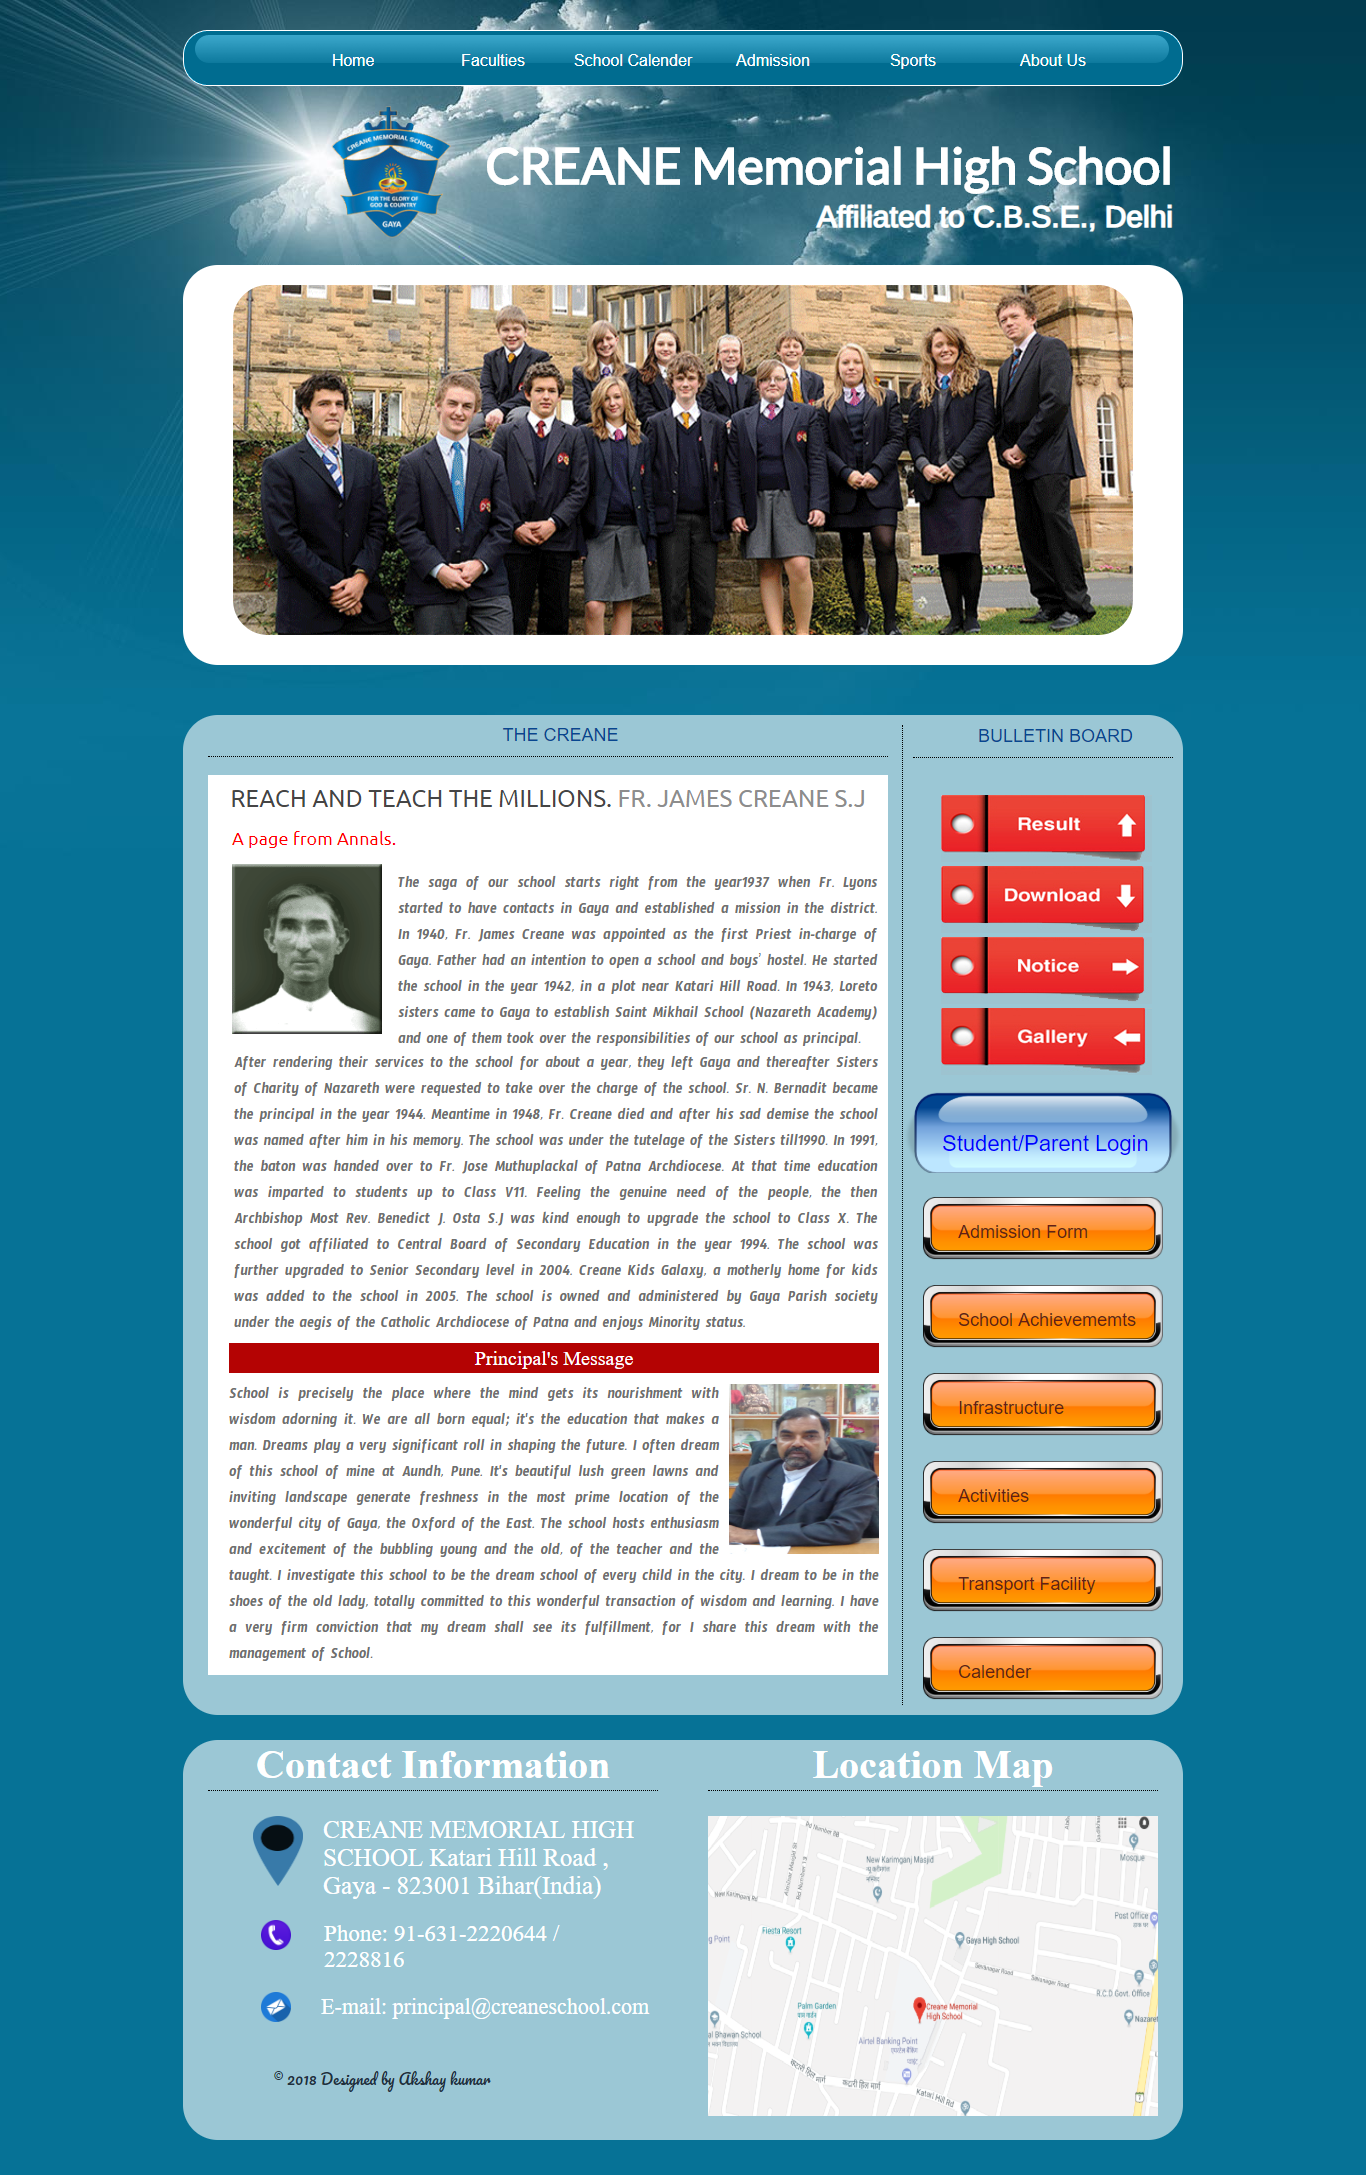 Home Faculties School Calender Admission Sports About Us
CREANE MEMORIAL SCHOOL
FOR THE GLORY OF
GOD & COUNTRY
GAYA
CREANE Memorial High School
Affiliated to C.B.S.E., Delhi
THE CREANE
REACH AND TEACH THE MILLIONS. FR. JAMES CREANE S.J
A page from Annals.
The saga of our school starts right from the year1937 when Fr. Lyons
started to have contacts in Gaya and established a mission in the district.
In 1940, Fr. James Creane was appointed as the first Priest in-charge of
Gaya. Father had an intention to open a school and boys' hostel. He started
the school in the year 1942, in a plot near Katari Hill Road. In 1943, Loreto
sisters came to Gaya to establish Saint Mikhail School (Nazareth Academy)
and one of them took over the responsibilities of our school as principal.
After rendering their services to the school for about a year, they left Gaya and thereafter Sisters
of Charity of Nazareth were requested to take over the charge of the school. Sr. N. Bernadit became
the principal in the year 1944. Meantime in 1948, Fr. Creane died and after his sad demise the school
was named after him in his memory. The school was under the tutelage of the Sisters till1990. In 1991,
the baton was handed over to Fr. Jose Muthuplackal of Patna Archdiocese. At that time education
was imparted to students up to Class V11. Feeling the genuine need of the people, the then
Archbishop Most Rev. Benedict J. Osta S.J was kind enough to upgrade the school to Class X. The
school got affiliated to Central Board of Secondary Education in the year 1994. The school was
further upgraded to Senior Secondary level in 2004. Creane Kids Galaxy, a motherly home for kids
was added to the school in 2005. The school is owned and administered by Gaya Parish society
under the aegis of the Catholic Archdiocese of Patna and enjoys Minority status.
Principal's Message
School is precisely the place where the mind gets its nourishment with
wisdom adorning it. We are all born equal; it's the education that makes a
man. Dreams play a very significant roll in shaping the future. I often dream
of this school of mine at Aundh, Pune. It's beautiful lush green lawns and
inviting landscape generate freshness in the most prime location of the
wonderful city of Gaya, the Oxford of the East. The school hosts enthusiasm
and excitement of the bubbling young and the old, of the teacher and the
taught. I investigate this school to be the dream school of every child in the city. I dream to be in the
shoes of the old lady, totally committed to this wonderful transaction of wisdom and learning. I have
a very firm conviction that my dream shall see its fulfillment, for I share this dream with the
management of School.
BULLETIN BOARD
Result
Download
Notice
Gallery
Student/Parent Login
Admission Form
School Achievememts
Infrastructure
Activities
Transport Facility
Calender
Contact Information
CREANE MEMORIAL HIGH
SCHOOL Katari Hill Road ,
Gaya - 823001 Bihar(India)
Phone: 91-631-2220644 /
2228816
E-mail: principal@creaneschool.com
© 2018 Designed by Akshay kumar
Location Map
Rd Number 8B
Rd Number 13
New Karimganj Masjid
Mosque
New Karimganj Rd
Fiesta Resort
Post Office
डाक घर
g Point
Gaya High School
R.C.D Govt. Office
Palm Garden
पाम गार्डन
Creane Memorial
High School
Nazaret
al Bhawan School
Airtel Banking Point
कटारी हिल मार्ग
कटारी हिल मार्ग
Katari Hill Rd